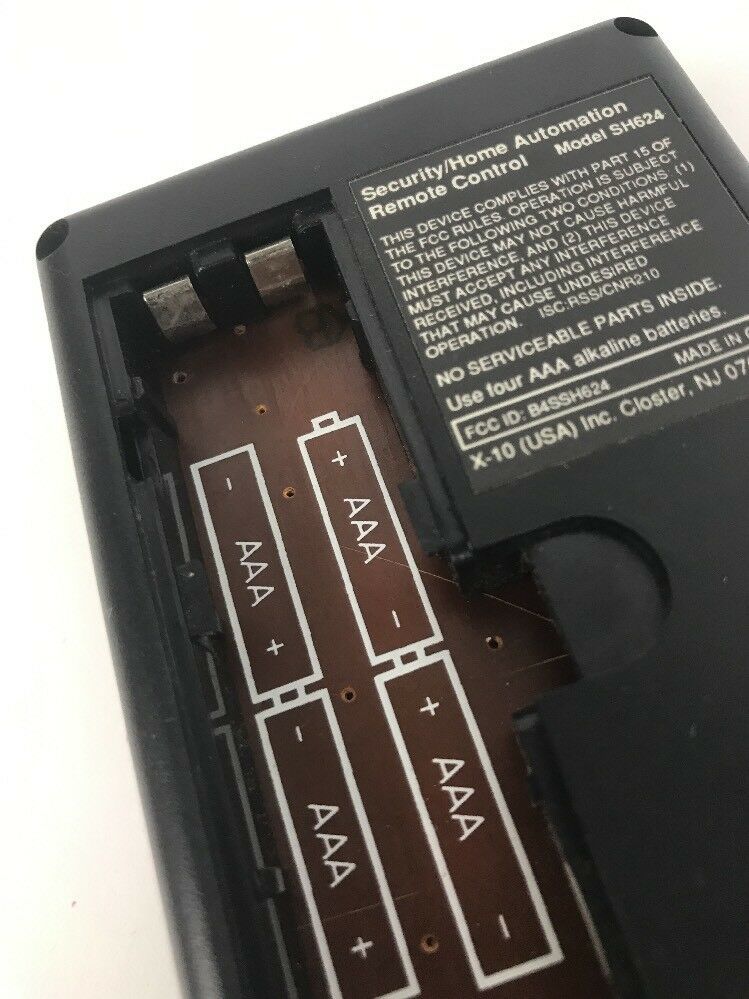 Security/Home Automation
Remote Control Model SH624
THIS DEVICE COMPLIES WITH PART 15 OF
THE FCC RULES. OPERATION IS SUBJECT
TO THE FOLLOWING TWO CONDITIONS. (1)
THIS DEVICE MAY NOT CAUSE HARMFUL
INTERFERENCE, AND (2) THIS DEVICE
MUST ACCEPT ANY INTERFERENCE
RECEIVED, INCLUDING INTERFERENCE
THAT MAY CAUSE UNDESIRED
OPERATION. ISC:RSS/CNR210
NO SERVICEABLE PARTS INSIDE.
Use four AAA alkaline batteries.
FCC ID: B4SSH624 MADE IN
X-10 (USA) Inc. Closter, NJ
- AAA +
+ AAA -
- AAA +
+ AAA -